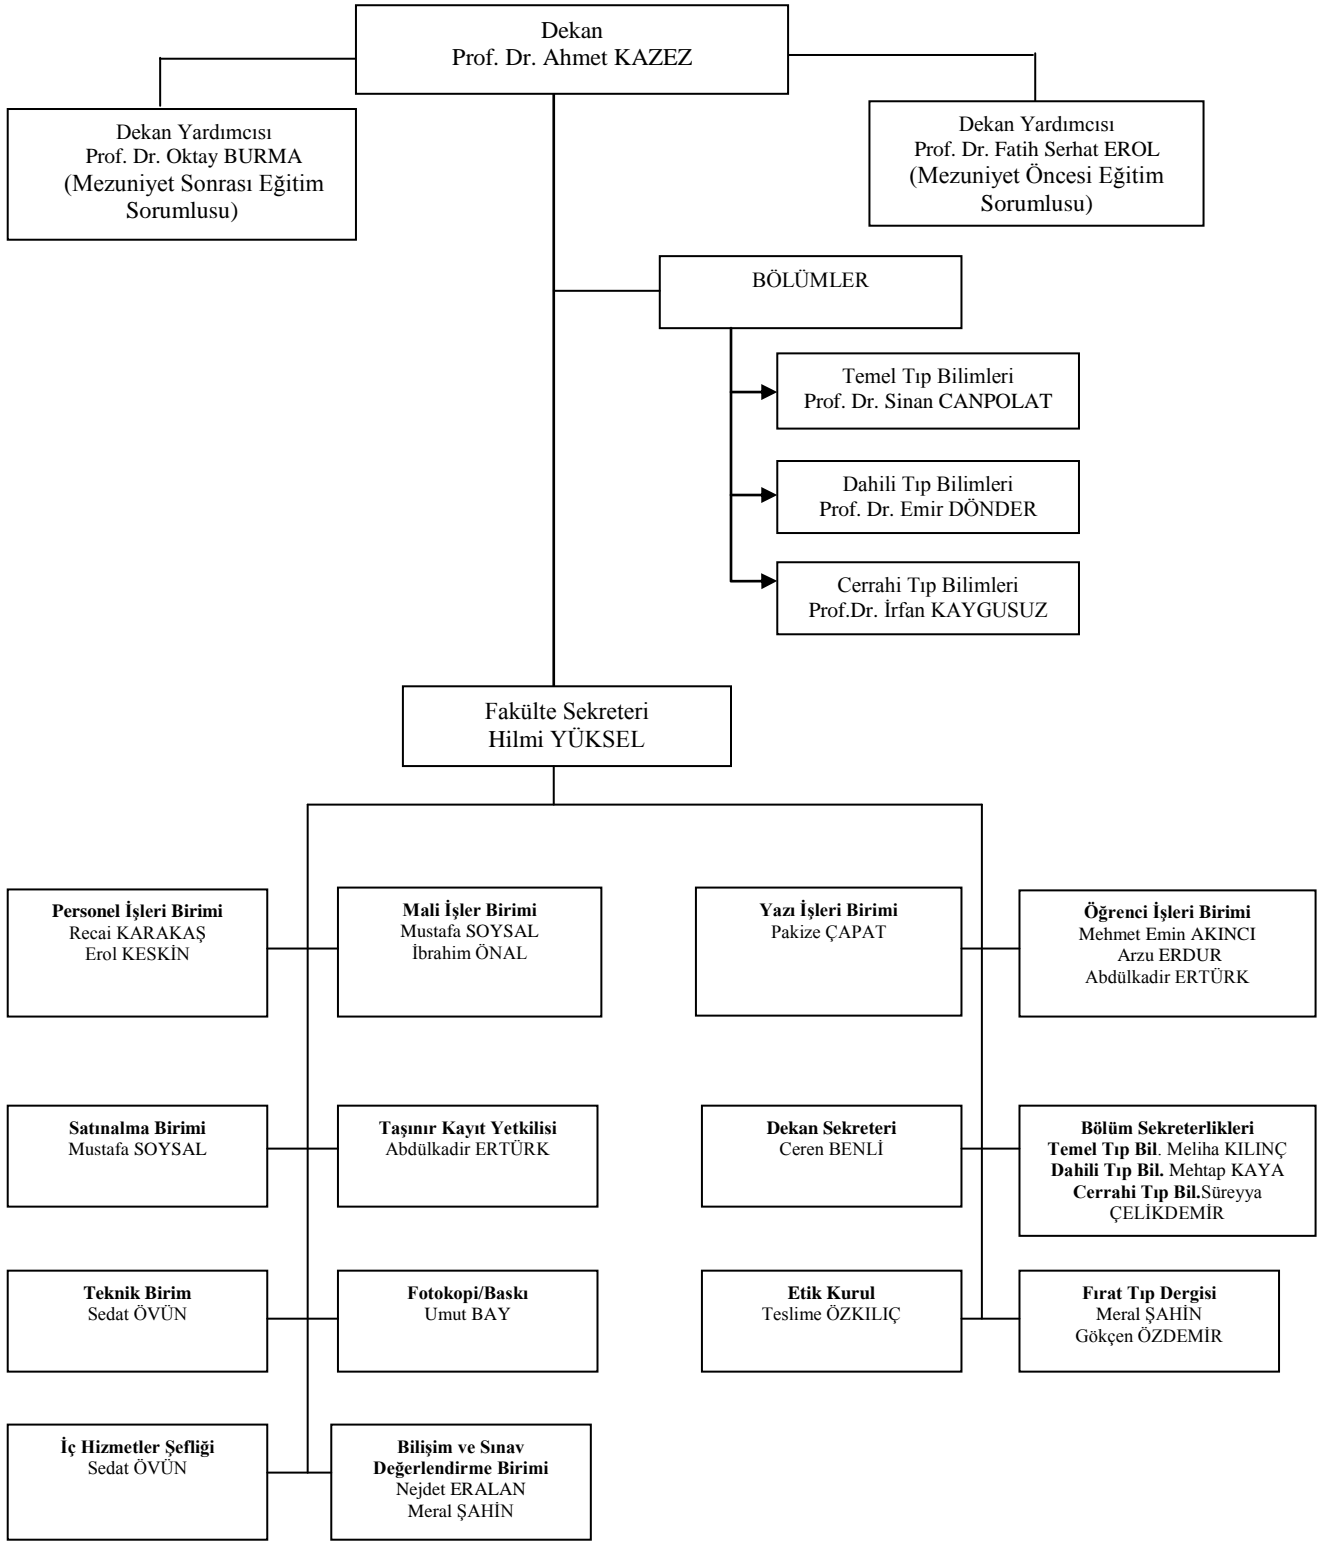 Dekan
Prof. Dr. Ahmet KAZEZ
Dekan Yardımcısı
Prof. Dr. Oktay BURMA
(Mezuniyet Sonrası Eğitim
Sorumlusu)
Dekan Yardımcısı
Prof. Dr. Fatih Serhat EROL
(Mezuniyet Öncesi Eğitim
Sorumlusu)
BÖLÜMLER
Temel Tıp Bilimleri
Prof. Dr. Sinan CANPOLAT
Dahili Tıp Bilimleri
Prof. Dr. Emir DÖNDER
Cerrahi Tıp Bilimleri
Prof.Dr. İrfan KAYGUSUZ
Fakülte Sekreteri
Hilmi YÜKSEL
Personel İşleri Birimi
Recai KARAKAŞ
Erol KESKİN
Mali İşler Birimi
Mustafa SOYSAL
İbrahim ÖNAL
Yazı İşleri Birimi
Pakize ÇAPAT
Öğrenci İşleri Birimi
Mehmet Emin AKINCI
Arzu ERDUR
Abdülkadir ERTÜRK
Satınalma Birimi
Mustafa SOYSAL
Taşınır Kayıt Yetkilisi
Abdülkadir ERTÜRK
Dekan Sekreteri
Ceren BENLİ
Bölüm Sekreterlikleri
Temel Tıp Bil. Meliha KILINÇ
Dahili Tıp Bil. Mehtap KAYA
Cerrahi Tıp Bil.Süreyya
ÇELİKDEMİR
Teknik Birim
Sedat ÖVÜN
Fotokopi/Baskı
Umut BAY
Etik Kurul
Teslime ÖZKILIÇ
Fırat Tıp Dergisi
Meral ŞAHİN
Gökçen ÖZDEMİR
İç Hizmetler Şefliği
Sedat ÖVÜN
Bilişim ve Sınav
Değerlendirme Birimi
Nejdet ERALAN
Meral ŞAHİN